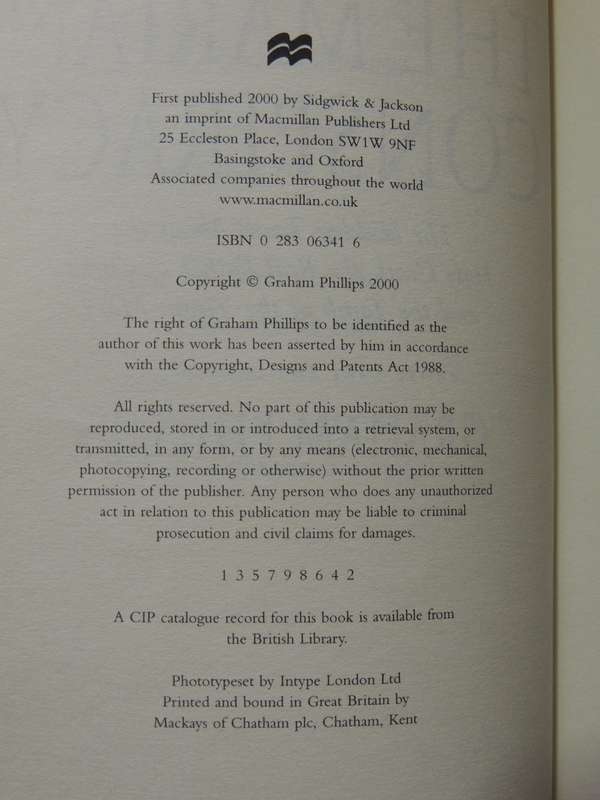 First published 2000 by Sidgwick & Jackson
an imprint of Macmillan Publishers Ltd
25 Eccleston Place, London SW1W 9NF
Basingstoke and Oxford
Associated companies throughout the world
www.macmillan.co.uk
ISBN 0 283 06341 6
Copyright © Graham Phillips 2000
The right of Graham Phillips to be identified as the
author of this work has been asserted by him in accordance
with the Copyright, Designs and Patents Act 1988.
All rights reserved. No part of this publication may be
reproduced, stored in or introduced into a retrieval system, or
transmitted, in any form, or by any means (electronic, mechanical,
photocopying, recording or otherwise) without the prior written
permission of the publisher. Any person who does any unauthorized
act in relation to this publication may be liable to criminal
prosecution and civil claims for damages.
1 3 5 7 9 8 6 4 2
A CIP catalogue record for this book is available from
the British Library.
Phototypeset by Intype London Ltd
Printed and bound in Great Britain by
Mackays of Chatham plc, Chatham, Kent